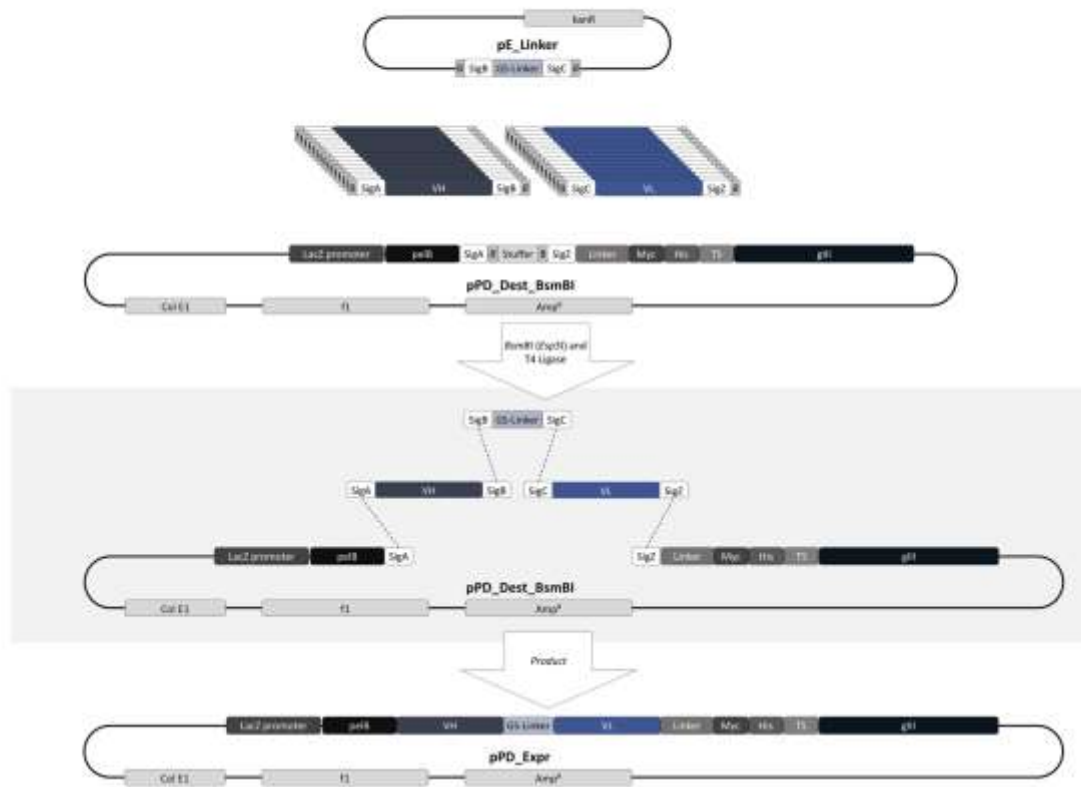 kanR
pE_Linker
SigB GS-Linker SigC
SigA VH SigB SigC VL SigZ
LacZ promoter pelB SigA B Stuffer B SigZ Linker Myc His TS gIII
pPD_Dest_BsmBI
Col E1 f1 Ampᴿ
BsmBI (Esp3I) and
T4 Ligase
SigB GS-Linker SigC
SigA VH SigB SigC VL SigZ
LacZ promoter pelB SigA SigZ Linker Myc His TS gIII
pPD_Dest_BsmBI
Col E1 f1 Ampᴿ
Product
LacZ promoter pelB VH GS-Linker VL Linker Myc His TS gIII
pPD_Expr
Col E1 f1 Ampᴿ